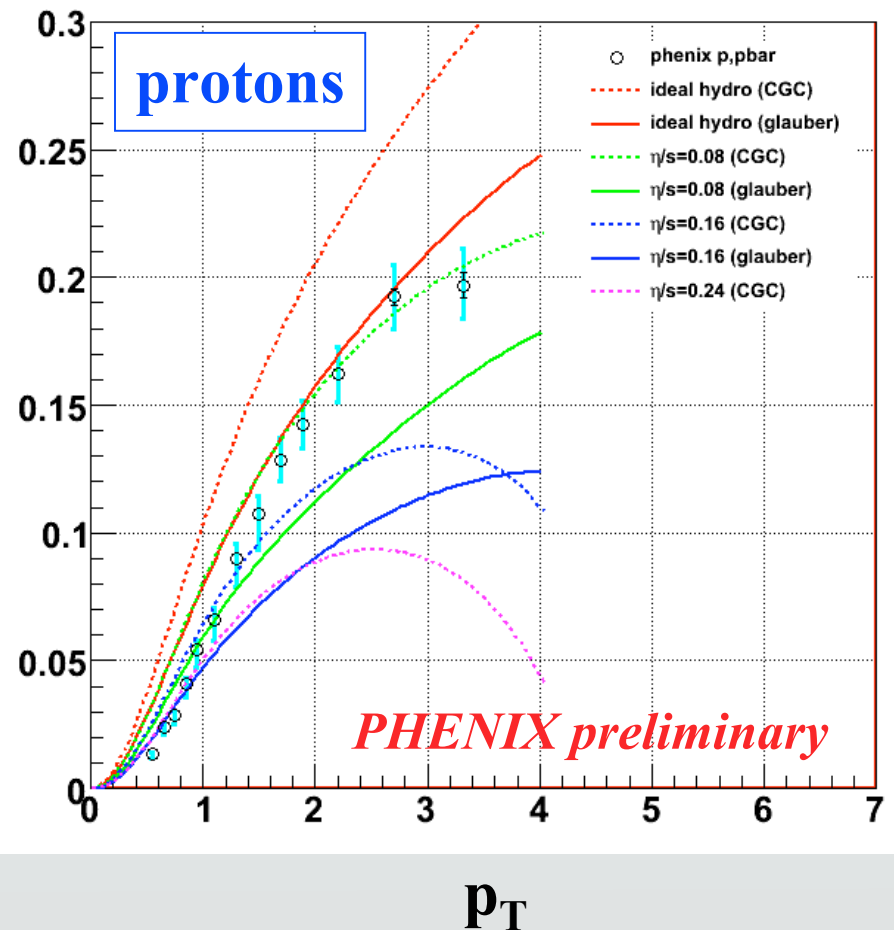 0.3
protons
phenix p,pbar
ideal hydro (CGC)
ideal hydro (glauber)
0.25
η/s=0.08 (CGC)
η/s=0.08 (glauber)
η/s=0.16 (CGC)
η/s=0.16 (glauber)
0.2
η/s=0.24 (CGC)
0.15
0.1
0.05
PHENIX preliminary
0
0 1 2 3 4 5 6 7
pT